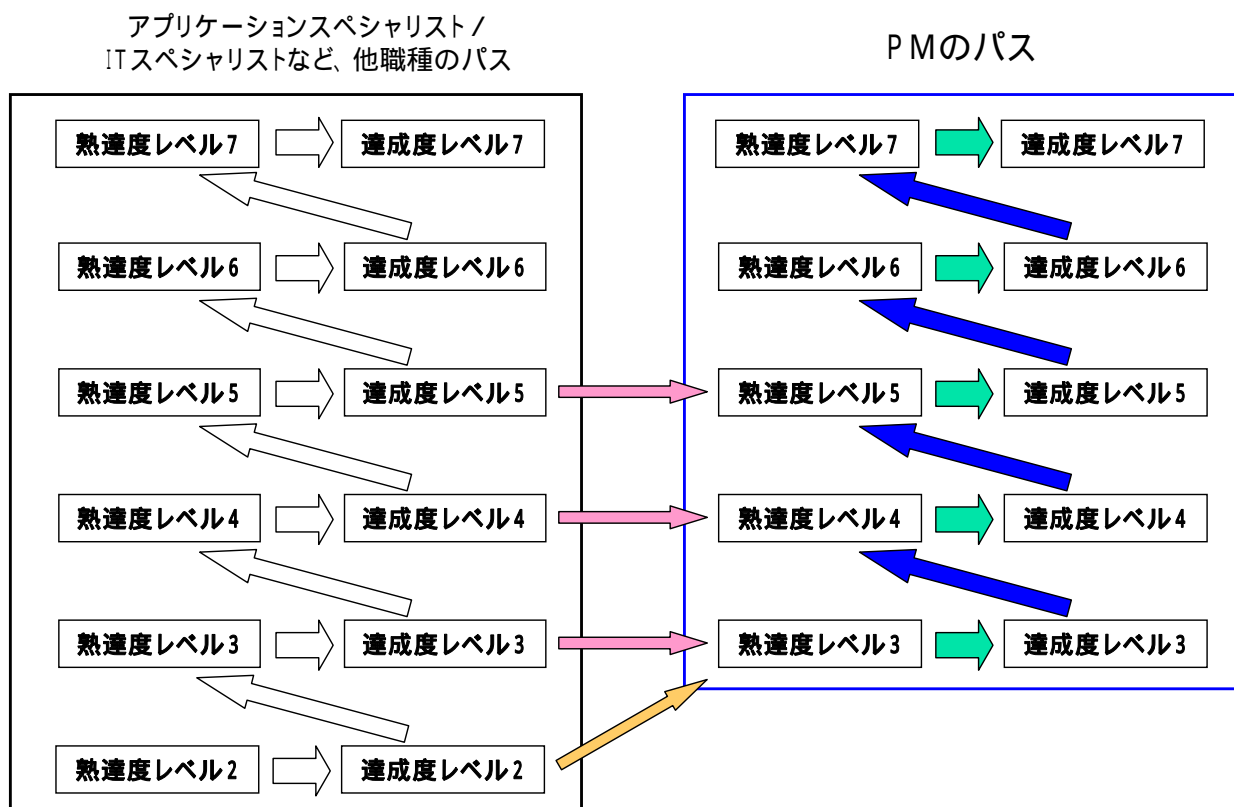 アプリケーションスペシャリスト/
ITスペシャリストなど、他職種のパス
PMのパス
熟達度レベル7
達成度レベル7
熟達度レベル7
達成度レベル7
熟達度レベル6
達成度レベル6
熟達度レベル6
達成度レベル6
熟達度レベル5
達成度レベル5
熟達度レベル5
達成度レベル5
熟達度レベル4
達成度レベル4
熟達度レベル4
達成度レベル4
熟達度レベル3
達成度レベル3
熟達度レベル3
達成度レベル3
熟達度レベル2
達成度レベル2